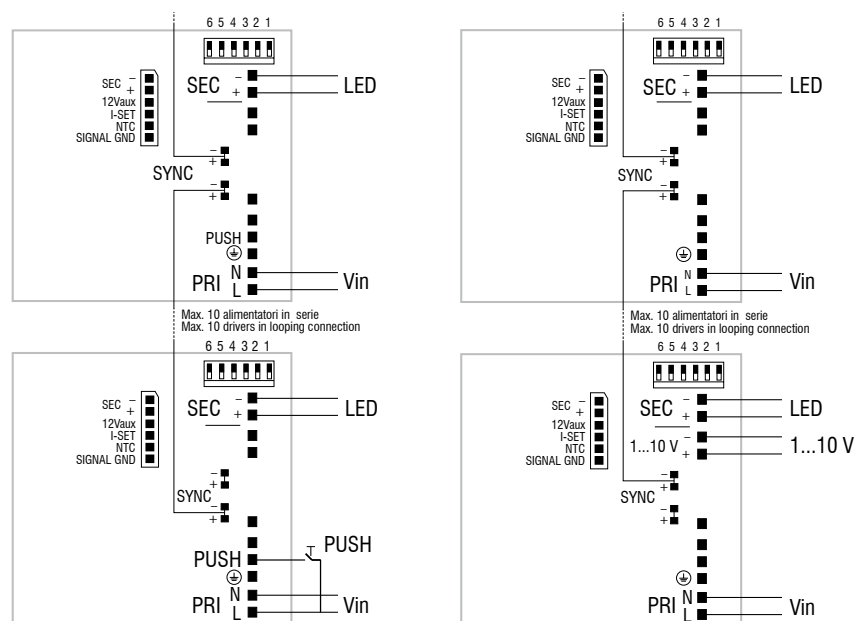 6 5 4 3 2 1
SEC −
+
12Vaux
I-SET
NTC
SIGNAL GND
SEC −
+
LED
−
+
SYNC
−
+
PUSH
N
PRI L
Vin
Max. 10 alimentatori in serie
Max. 10 drivers in looping connection
6 5 4 3 2 1
SEC −
+
12Vaux
I-SET
NTC
SIGNAL GND
SEC −
+
LED
−
+
SYNC
−
+
PUSH
PUSH
N
PRI L
Vin
6 5 4 3 2 1
SEC −
+
12Vaux
I-SET
NTC
SIGNAL GND
SEC −
+
LED
−
+
SYNC
−
+
N
PRI L
Vin
Max. 10 alimentatori in serie
Max. 10 drivers in looping connection
6 5 4 3 2 1
SEC −
+
12Vaux
I-SET
NTC
SIGNAL GND
SEC −
+
LED
1...10 V −
+
1...10 V
−
+
SYNC
−
+
N
PRI L
Vin